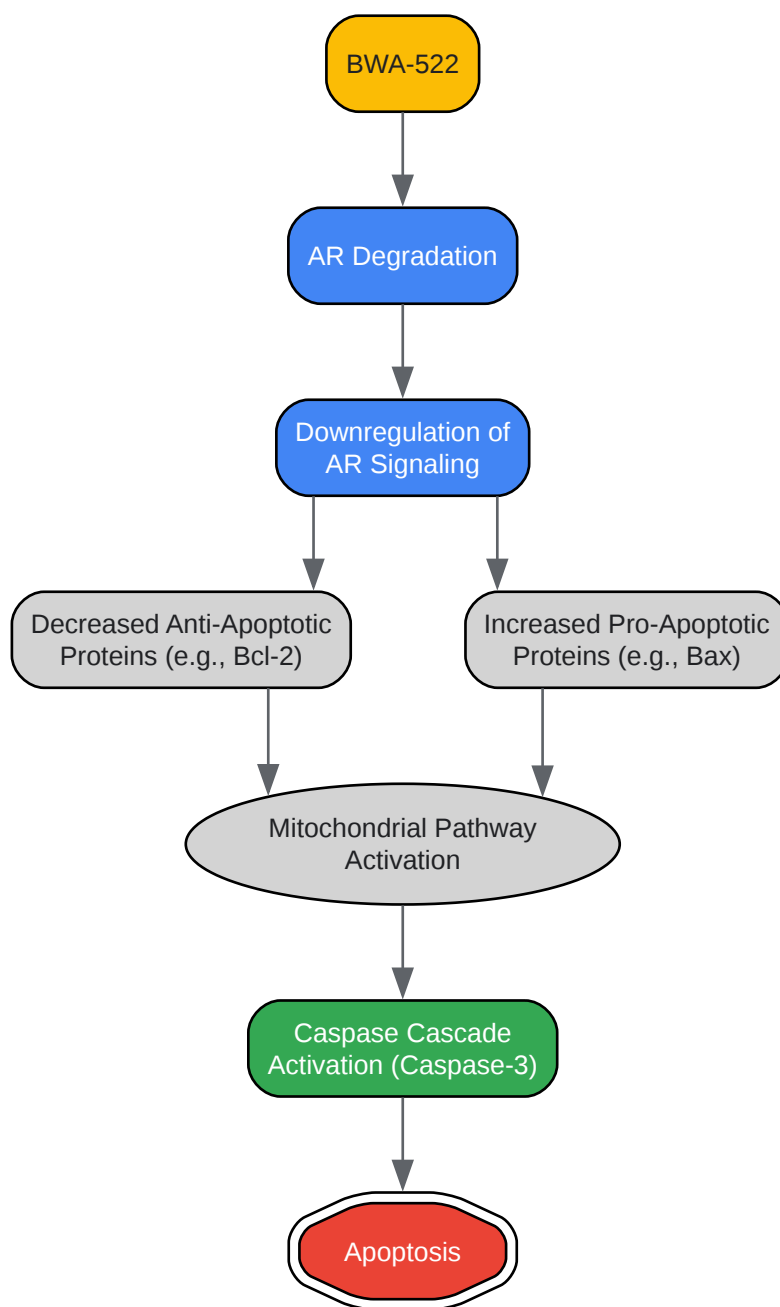 BWA-522
AR Degradation
Downregulation of
AR Signaling
Decreased Anti-Apoptotic
Proteins (e.g., Bcl-2)
Increased Pro-Apoptotic
Proteins (e.g., Bax)
Mitochondrial Pathway
Activation
Caspase Cascade
Activation (Caspase-3)
Apoptosis